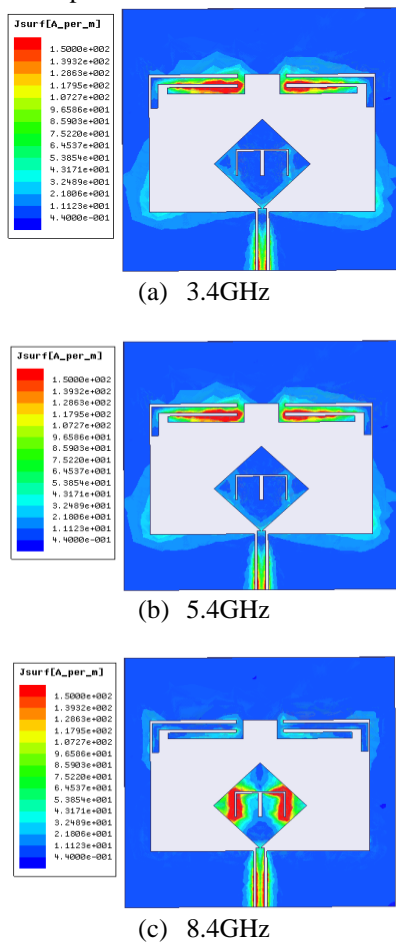 Jsurf[A_per_m]
1.5000e+002
1.3932e+002
1.2863e+002
1.1795e+002
1.0727e+002
9.6586e+001
8.5903e+001
7.5220e+001
6.4537e+001
5.3854e+001
4.3171e+001
3.2489e+001
2.1806e+001
1.1123e+001
4.4000e-001
(a) 3.4GHz
Jsurf[A_per_m]
1.5000e+002
1.3932e+002
1.2863e+002
1.1795e+002
1.0727e+002
9.6586e+001
8.5903e+001
7.5220e+001
6.4537e+001
5.3854e+001
4.3171e+001
3.2489e+001
2.1806e+001
1.1123e+001
4.4000e-001
(b) 5.4GHz
Jsurf[A_per_m]
1.5000e+002
1.3932e+002
1.2863e+002
1.1795e+002
1.0727e+002
9.6586e+001
8.5903e+001
7.5220e+001
6.4537e+001
5.3854e+001
4.3171e+001
3.2489e+001
2.1806e+001
1.1123e+001
4.4000e-001
(c) 8.4GHz